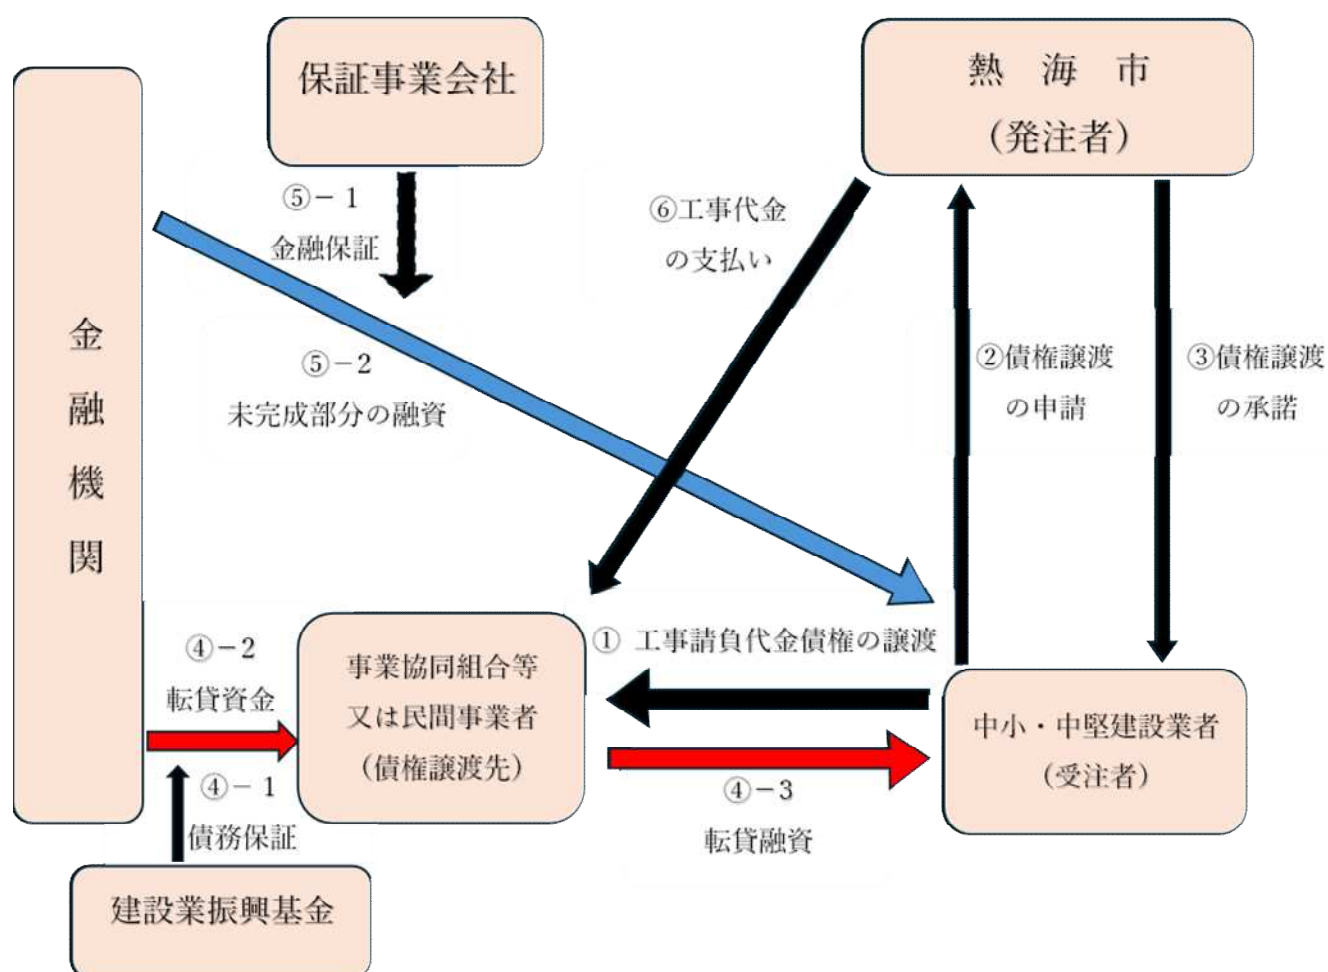 保証事業会社
熱　海　市
（発注者）
金
融
機
関
⑤－１
金融保証
⑥工事代金
の支払い
⑤－2
未完成部分の融資
②債権譲渡
の申請
③債権譲渡
の承諾
① 工事請負代金債権の譲渡
④－2
転貸資金
事業協同組合等
又は民間事業者
（債権譲渡先）
中小・中堅建設業者
（受注者）
④－１
債務保証
④－3
転貸融資
建設業振興基金